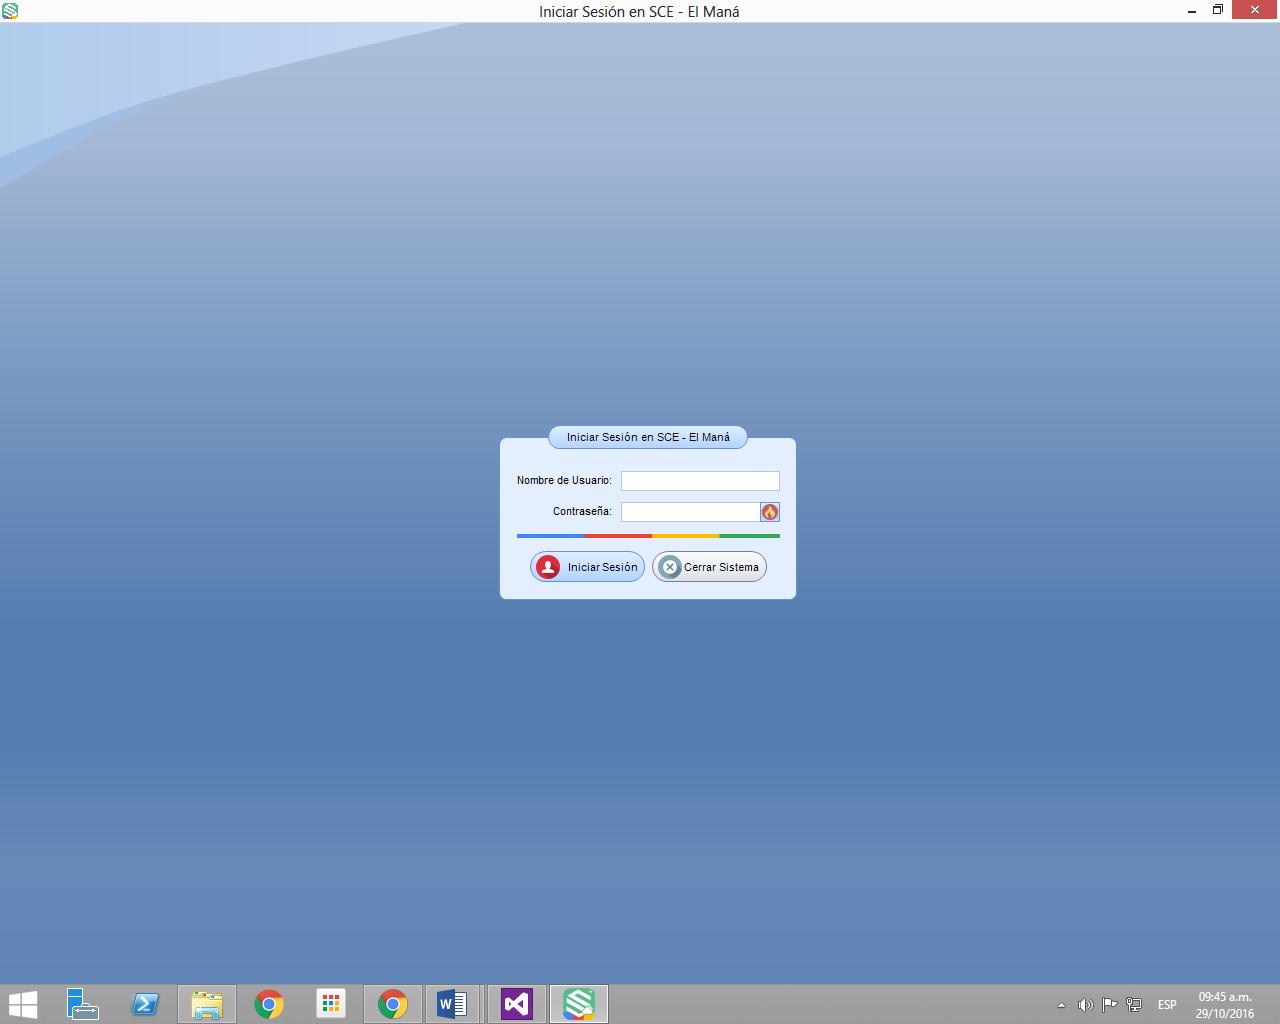 Iniciar Sesión en SCE - El Maná
Iniciar Sesión en SCE - El Maná
Nombre de Usuario:
Contraseña:
Iniciar Sesión
Cerrar Sistema
ESP
09:45 a.m.
29/10/2016